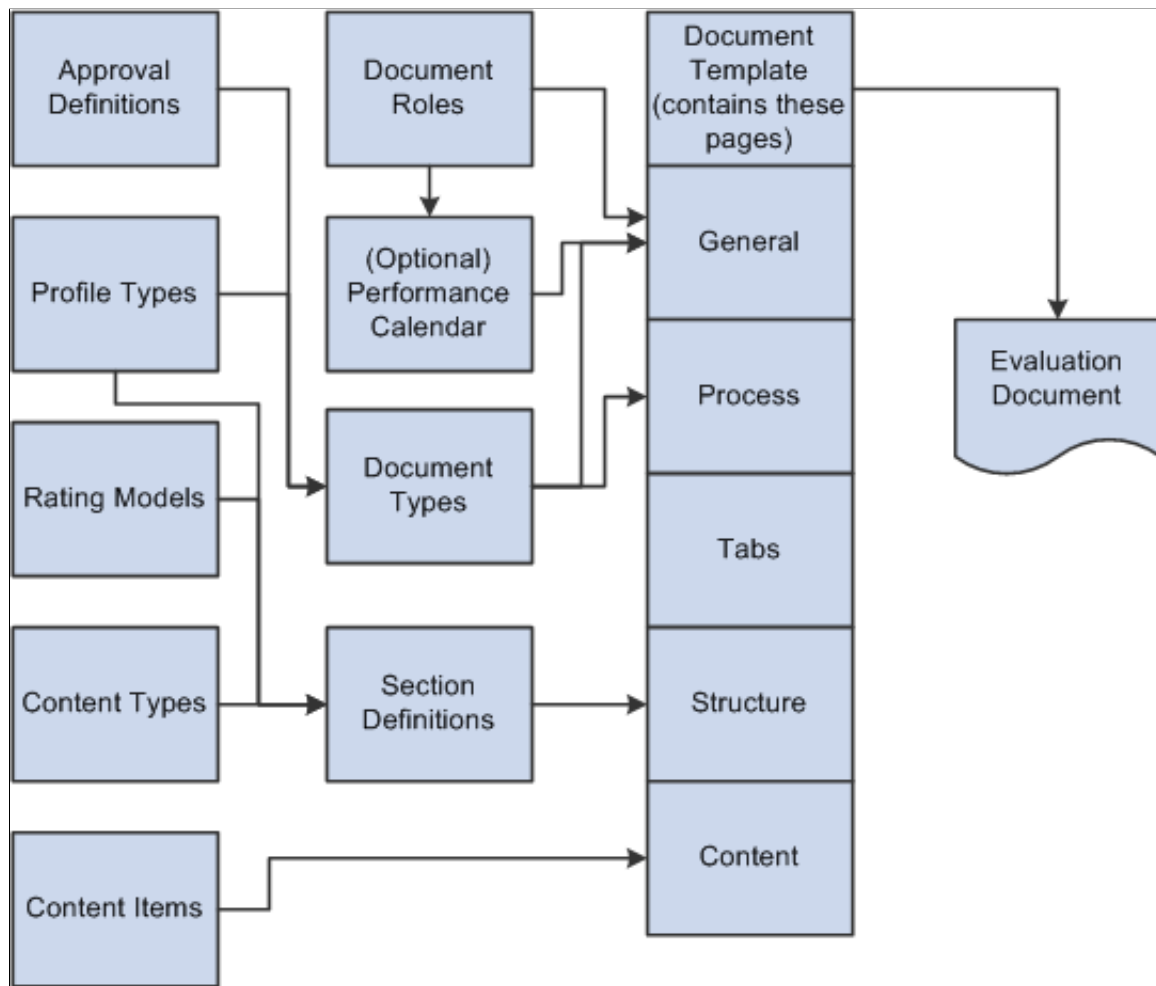 Approval
Definitions
Document
Roles
Document
Template
(contains these
pages)
Profile Types
(Optional)
Performance
Calendar
General
Evaluation
Document
Rating Models
Document
Types
Process
Tabs
Content Types
Section
Definitions
Structure
Content Items
Content